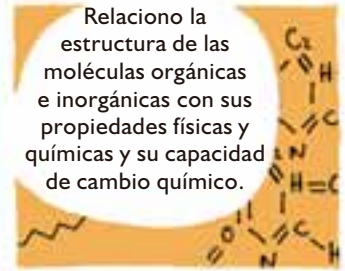 Relaciono la
estructura de las
moléculas orgánicas
e inorgánicas con sus
propiedades físicas y
químicas y su capacidad
de cambio químico.
H
C
N
H=C
O
C
N
H